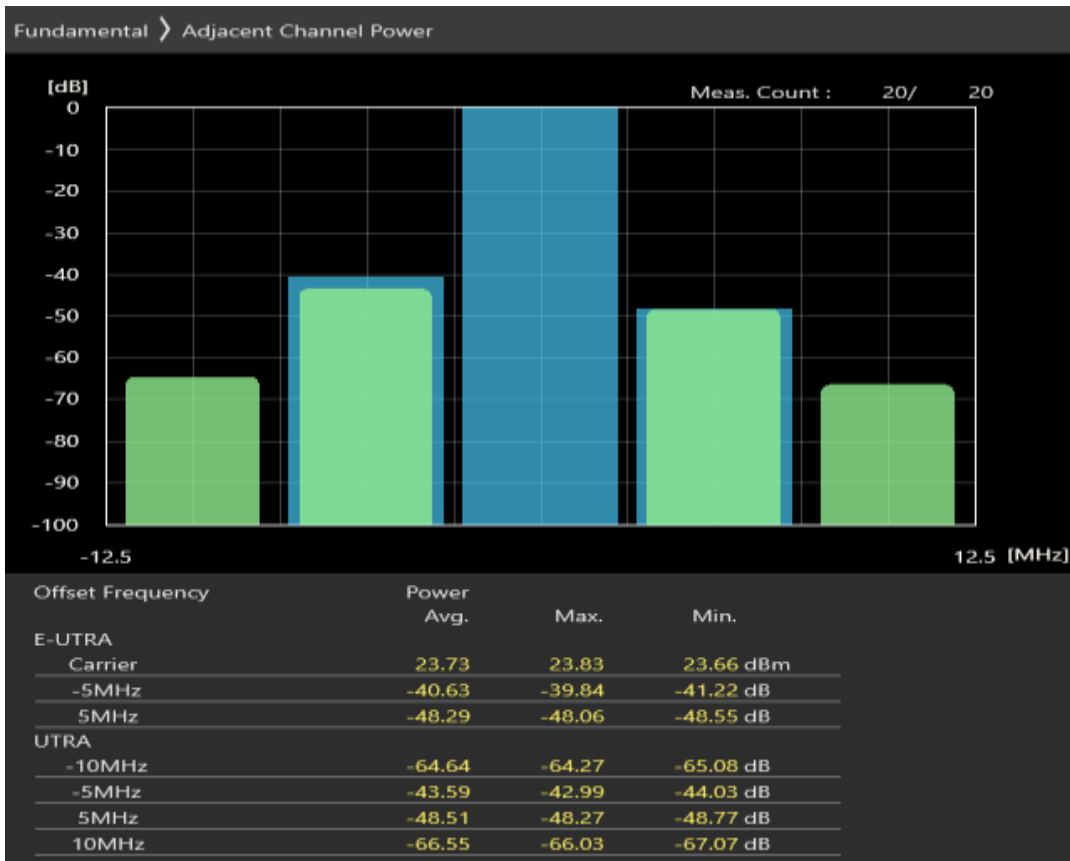 Fundamental 〉 Adjacent Channel Power
[dB]
Meas. Count : 20/ 20
0
-10
-20
-30
-40
-50
-60
-70
-80
-90
-100
-12.5 12.5 [MHz]
Offset Frequency Power
Avg. Max. Min.
E-UTRA
Carrier 23.73 23.83 23.66 dBm
-5MHz -40.63 -39.84 -41.22 dB
5MHz -48.29 -48.06 -48.55 dB
UTRA
-10MHz -64.64 -64.27 -65.08 dB
-5MHz -43.59 -42.99 -44.03 dB
5MHz -48.51 -48.27 -48.77 dB
10MHz -66.55 -66.03 -67.07 dB